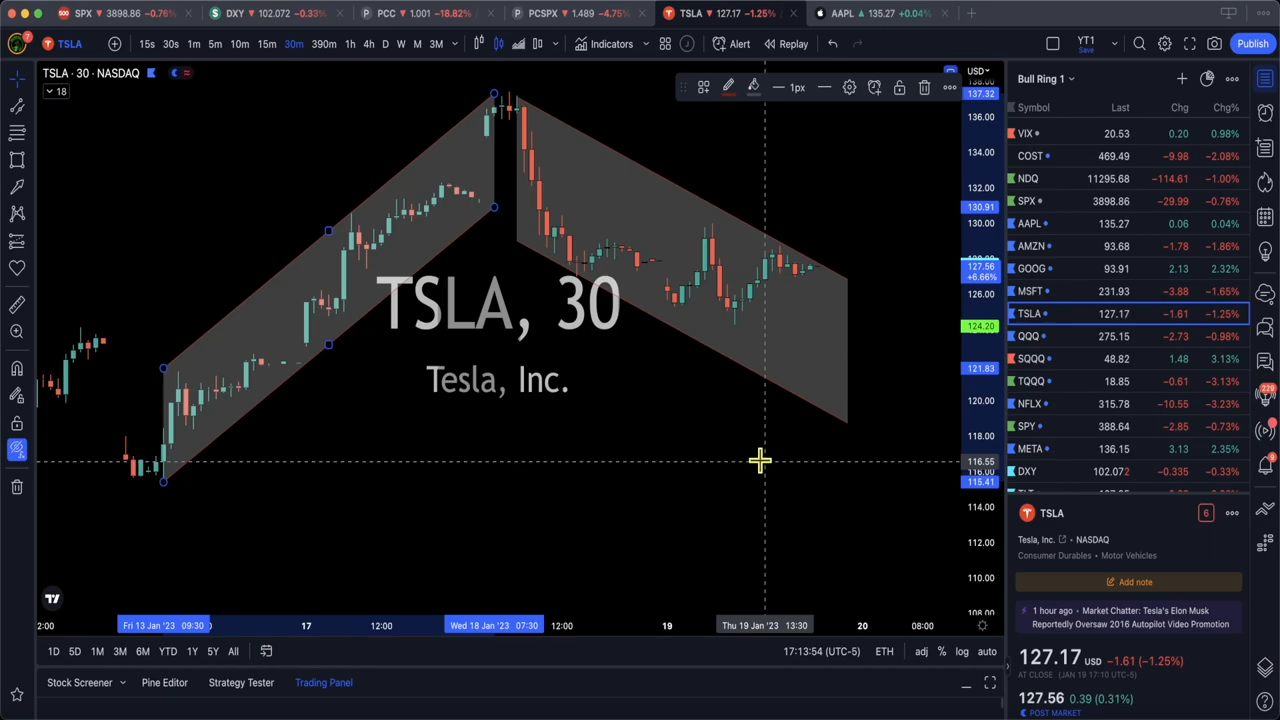 SPX ▼ 3898.86 −0.76%
DXY ▼ 102.072 −0.33%
PCC ▼ 1.001 −18.82%
PCSPX ▼ 1.489 −4.75%
TSLA ▼ 127.17 −1.25%
AAPL ▲ 135.27 +0.04%
7 TSLA 15s 30s 1m 5m 10m 15m 30m 390m 1h 4h D W M 3M Indicators Alert Replay YT1 Save Publish
TSLA · 30 · NASDAQ
18
1px
USD
Bull Ring 1
Symbol Last Chg Chg%
VIX 20.53 0.20 0.98%
COST 469.49 −9.98 −2.08%
NDQ 11295.68 −114.61 −1.00%
SPX 3898.86 −29.99 −0.76%
AAPL 135.27 0.06 0.04%
AMZN 93.68 −1.78 −1.86%
GOOG 93.91 2.13 2.32%
MSFT 231.93 −3.88 −1.65%
TSLA 127.17 −1.61 −1.25%
QQQ 275.15 −2.73 −0.98%
SQQQ 48.82 1.48 3.13%
TQQQ 18.85 −0.61 −3.13%
NFLX 315.78 −10.55 −3.23%
SPY 388.64 −2.85 −0.73%
META 136.15 3.13 2.35%
DXY 102.072 −0.335 −0.33%
138.00
137.32
136.00
134.00
132.00
130.91
130.00
127.56
+6.66%
126.00
124.20
121.83
120.00
118.00
116.55
116.00
115.41
114.00
112.00
110.00
108.00
TSLA, 30
Tesla, Inc.
229
9
2:00 Fri 13 Jan '23 09:30 17 12:00 Wed 18 Jan '23 07:30 12:00 19 Thu 19 Jan '23 13:30 20 08:00
1D 5D 1M 3M 6M YTD 1Y 5Y All 17:13:54 (UTC-5) ETH adj % log auto
Stock Screener Pine Editor Strategy Tester Trading Panel
TSLA 6
Tesla, Inc. • NASDAQ
Consumer Durables • Motor Vehicles
Add note
1 hour ago • Market Chatter: Tesla's Elon Musk
Reportedly Oversaw 2016 Autopilot Video Promotion
127.17 USD −1.61 (−1.25%)
AT CLOSE (JAN 19 17:10 UTC-5)
127.56 0.39 (0.31%)
POST MARKET